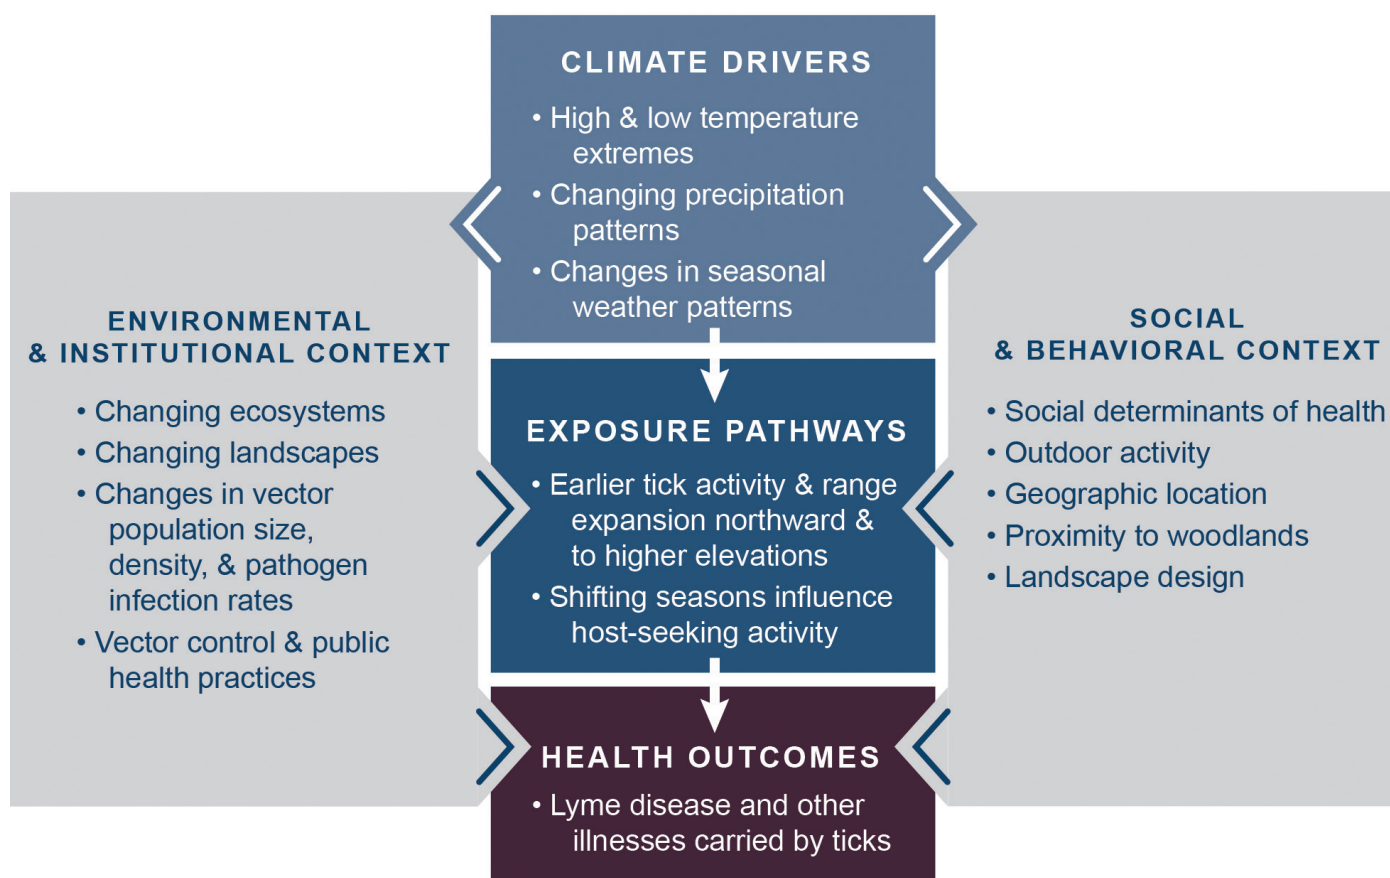 CLIMATE DRIVERS
• High & low temperature
extremes
• Changing precipitation
patterns
• Changes in seasonal
weather patterns
ENVIRONMENTAL
& INSTITUTIONAL CONTEXT
• Changing ecosystems
• Changing landscapes
• Changes in vector
population size,
density, & pathogen
infection rates
• Vector control & public
health practices
EXPOSURE PATHWAYS
• Earlier tick activity & range
expansion northward &
to higher elevations
• Shifting seasons influence
host-seeking activity
SOCIAL
& BEHAVIORAL CONTEXT
• Social determinants of health
• Outdoor activity
• Geographic location
• Proximity to woodlands
• Landscape design
HEALTH OUTCOMES
• Lyme disease and other
illnesses carried by ticks